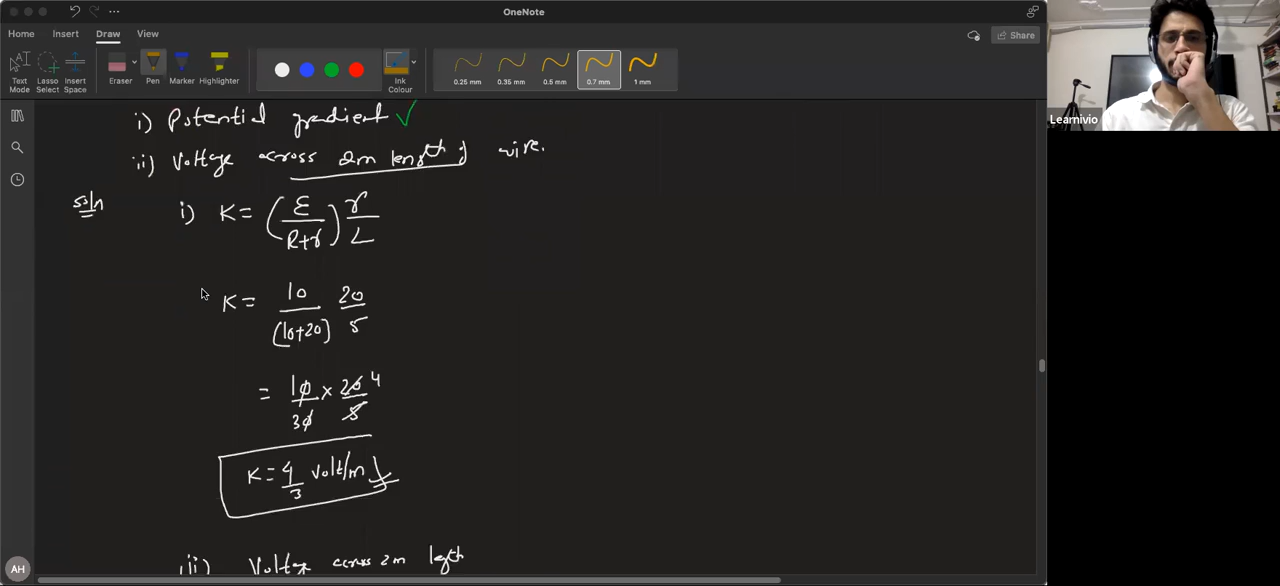 OneNote
Home Insert Draw View
Share
Text Mode Lasso Select Insert Space Eraser Pen Marker Highlighter Ink Colour 0.25 mm 0.35 mm 0.5 mm 0.7 mm 1 mm
Learnivio
i) Potential gradient ✓
ii) Voltage across 2m length of wire.
soln
i) K = (ε/(R+r)) r/L
K = 10/(10+20) 20/5
= 10/30 × 20/5 4
K = 4/3 volt/m
iii) Voltage across 2m lgth
AH